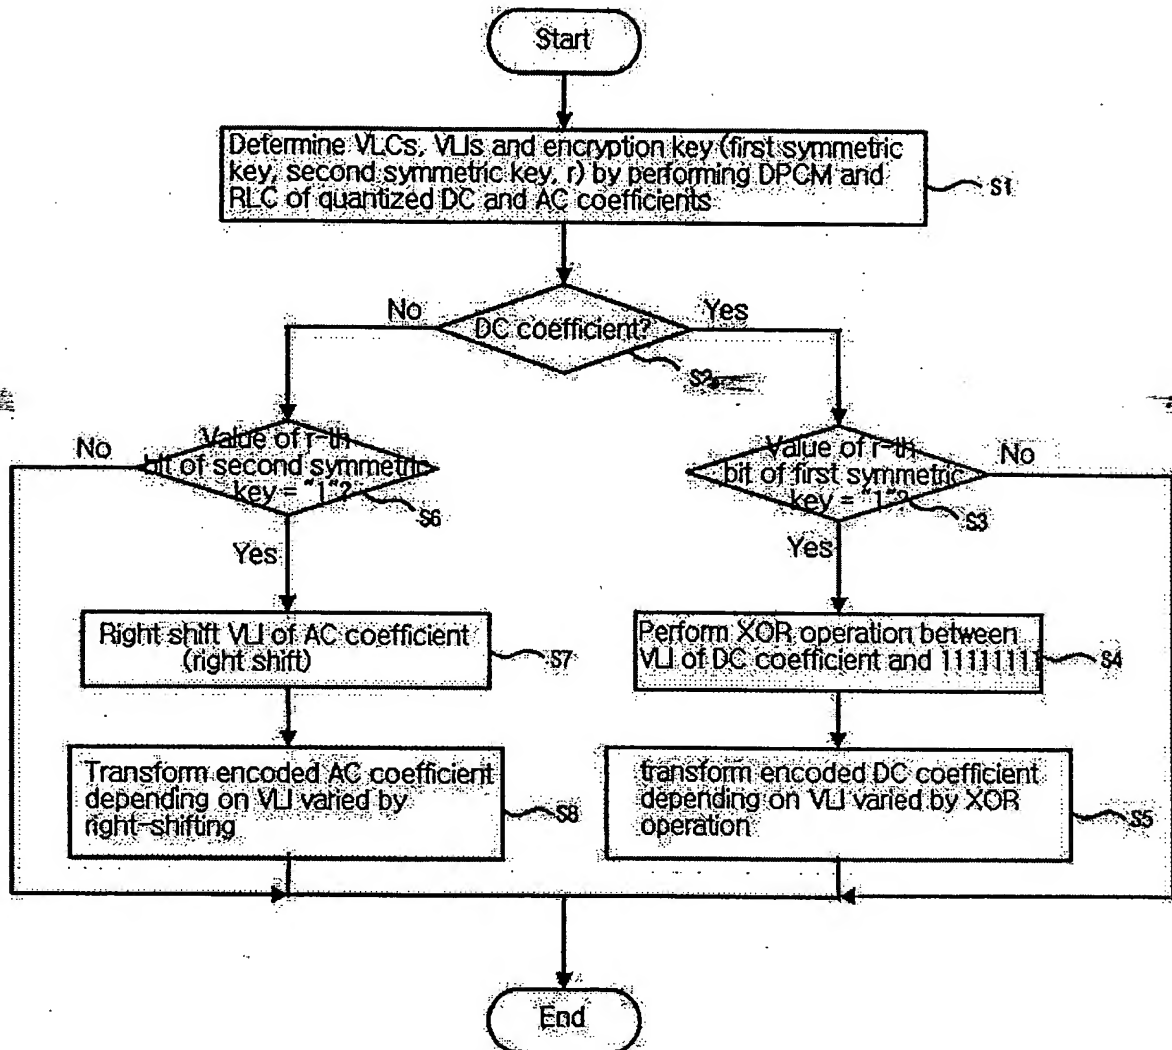 Start
Determine VLCs, VLIs and encryption key (first symmetric
key, second symmetric key, r) by performing DPCM and
RLC of quantized DC and AC coefficients
S1
No
DC coefficient?
Yes
S2
No
Value of r-th
bit of second symmetric
key = "1"?
S6
Yes
Value of r-th
bit of first symmetric
key = "1"?
No
S3
Yes
Right shift VLI of AC coefficient
(right shift)
S7
Perform XOR operation between
VLI of DC coefficient and 11111111
S4
Transform encoded AC coefficient
depending on VLI varied by
right-shifting
S8
transform encoded DC coefficient
depending on VLI varied by XOR
operation
S5
End